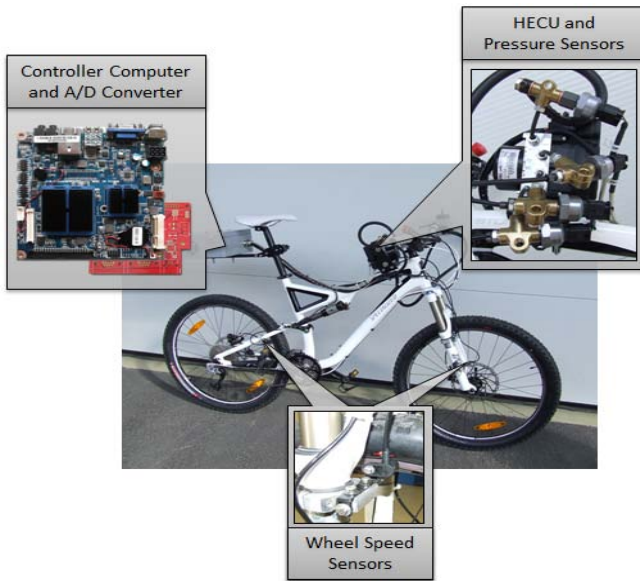 Controller Computer
and A/D Converter
HECU and
Pressure Sensors
Wheel Speed
Sensors